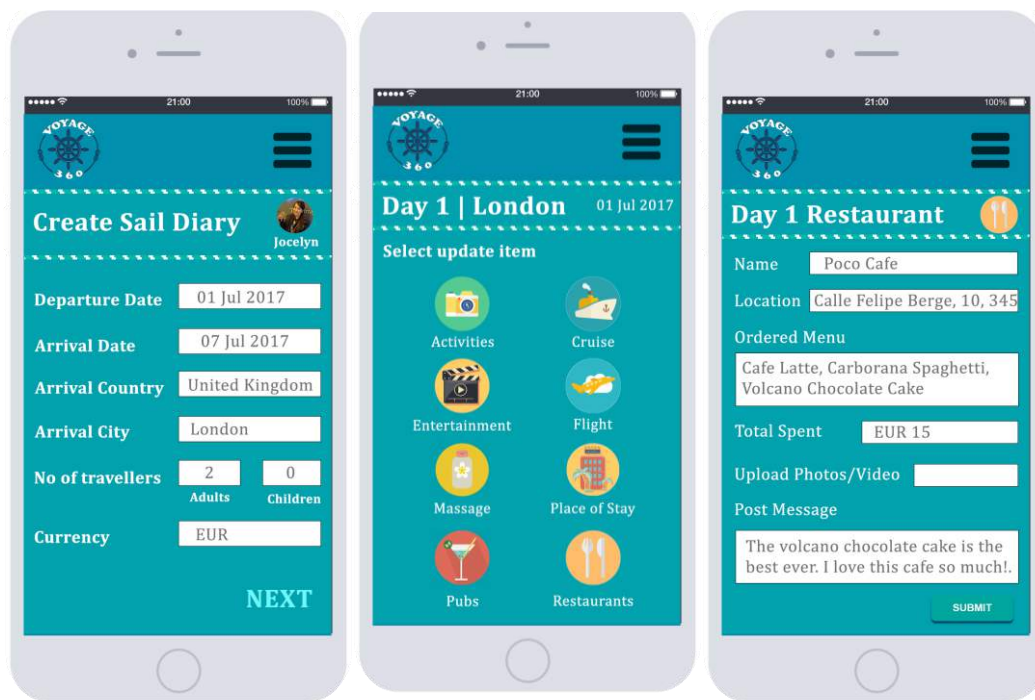 21:00
100%
VOYAGE
360
Create Sail Diary
Jocelyn
Departure Date 01 Jul 2017
Arrival Date 07 Jul 2017
Arrival Country United Kingdom
Arrival City London
No of travellers 2 0
Adults Children
Currency EUR
NEXT
21:00
100%
VOYAGE
360
Day 1 | London 01 Jul 2017
Select update item
Activities Cruise
Entertainment Flight
Massage Place of Stay
Pubs Restaurants
21:00
100%
VOYAGE
360
Day 1 Restaurant
Name Poco Cafe
Location Calle Felipe Berge, 10, 345
Ordered Menu
Cafe Latte, Carborana Spaghetti,
Volcano Chocolate Cake
Total Spent EUR 15
Upload Photos/Video
Post Message
The volcano chocolate cake is the
best ever. I love this cafe so much!.
SUBMIT